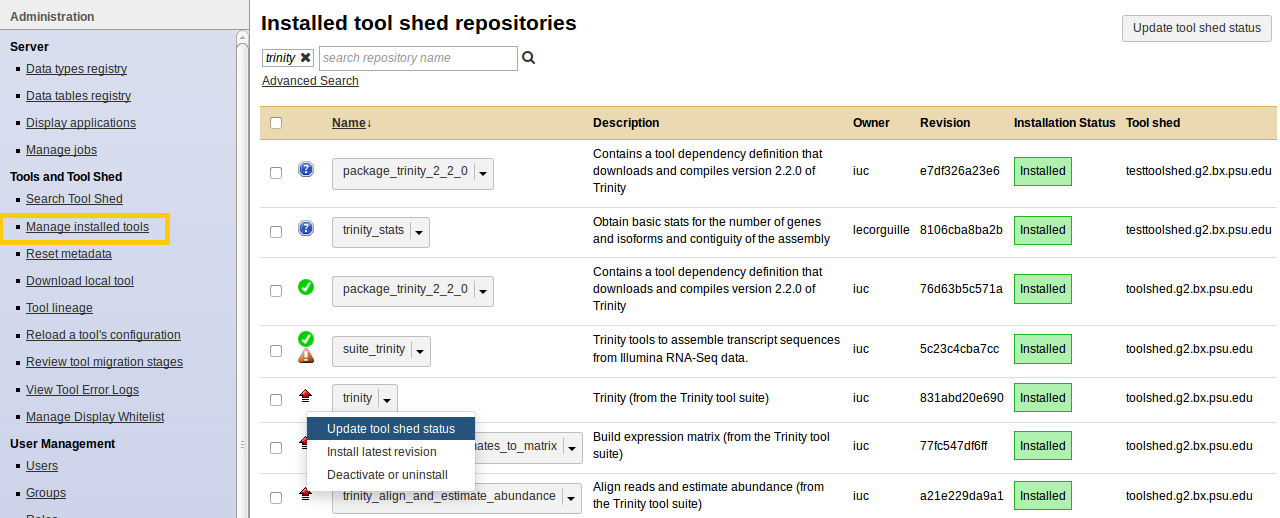 Administration
Server
Data types registry
Data tables registry
Display applications
Manage jobs
Tools and Tool Shed
Search Tool Shed
Manage installed tools
Reset metadata
Download local tool
Tool lineage
Reload a tool's configuration
Review tool migration stages
View Tool Error Logs
Manage Display Whitelist
User Management
Users
Groups
Roles
Installed tool shed repositories
Update tool shed status
trinity
search repository name
Advanced Search
Name↓ Description Owner Revision Installation Status Tool shed
package_trinity_2_2_0
Contains a tool dependency definition that
downloads and compiles version 2.2.0 of
Trinity
iuc e7df326a23e6 Installed testtoolshed.g2.bx.psu.edu
trinity_stats
Obtain basic stats for the number of genes
and isoforms and contiguity of the assembly
lecorguille 8106cba8ba2b Installed testtoolshed.g2.bx.psu.edu
package_trinity_2_2_0
Contains a tool dependency definition that
downloads and compiles version 2.2.0 of
Trinity
iuc 76d63b5c571a Installed toolshed.g2.bx.psu.edu
suite_trinity
Trinity tools to assemble transcript sequences
from Illumina RNA-Seq data.
iuc 5c23c4cba7cc Installed toolshed.g2.bx.psu.edu
trinity
Trinity (from the Trinity tool suite)
iuc 831abd20e690 Installed toolshed.g2.bx.psu.edu
Update tool shed status
Install latest revision
Deactivate or uninstall
ates_to_matrix
Build expression matrix (from the Trinity tool
suite)
iuc 77fc547df6ff Installed toolshed.g2.bx.psu.edu
trinity_align_and_estimate_abundance
Align reads and estimate abundance (from
the Trinity tool suite)
iuc a21e229da9a1 Installed toolshed.g2.bx.psu.edu